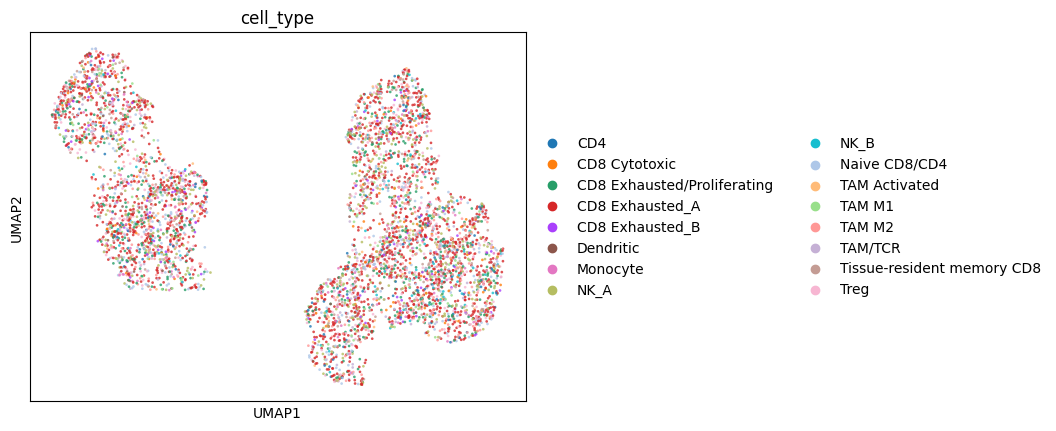 cell_type
UMAP2
UMAP1
CD4
CD8 Cytotoxic
CD8 Exhausted/Proliferating
CD8 Exhausted_A
CD8 Exhausted_B
Dendritic
Monocyte
NK_A
NK_B
Naive CD8/CD4
TAM Activated
TAM M1
TAM M2
TAM/TCR
Tissue-resident memory CD8
Treg